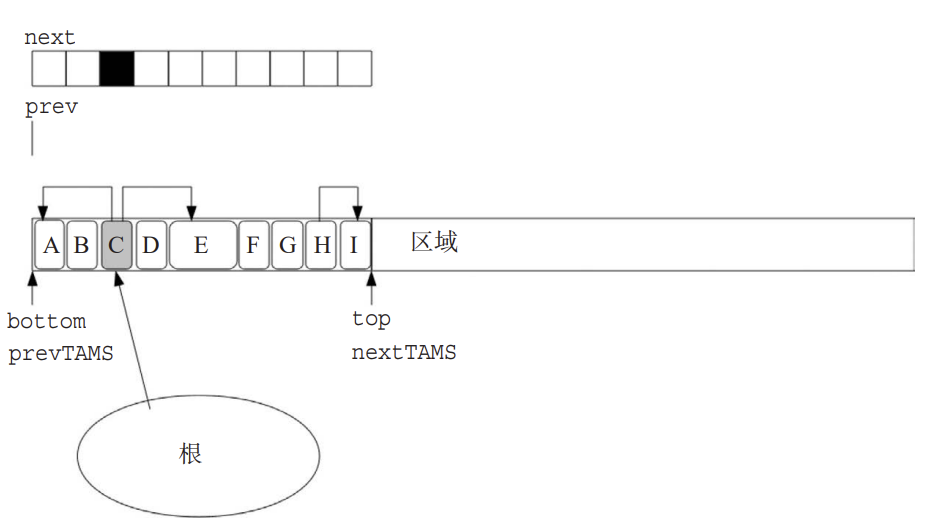 next
prev
A B C D E F G H I 区域
bottom
prevTAMS
top
nextTAMS
根